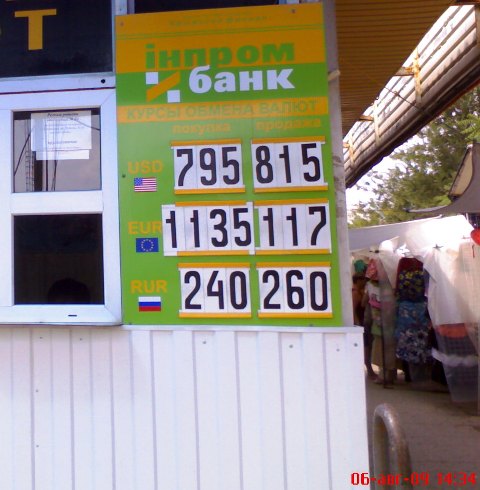 Т
інпром
банк
КУРСЫ ОБМЕНА ВАЛЮТ
покупка продажа
USD 795 815
EUR 1135 117
RUR 240 260
06-авг-09 14:34